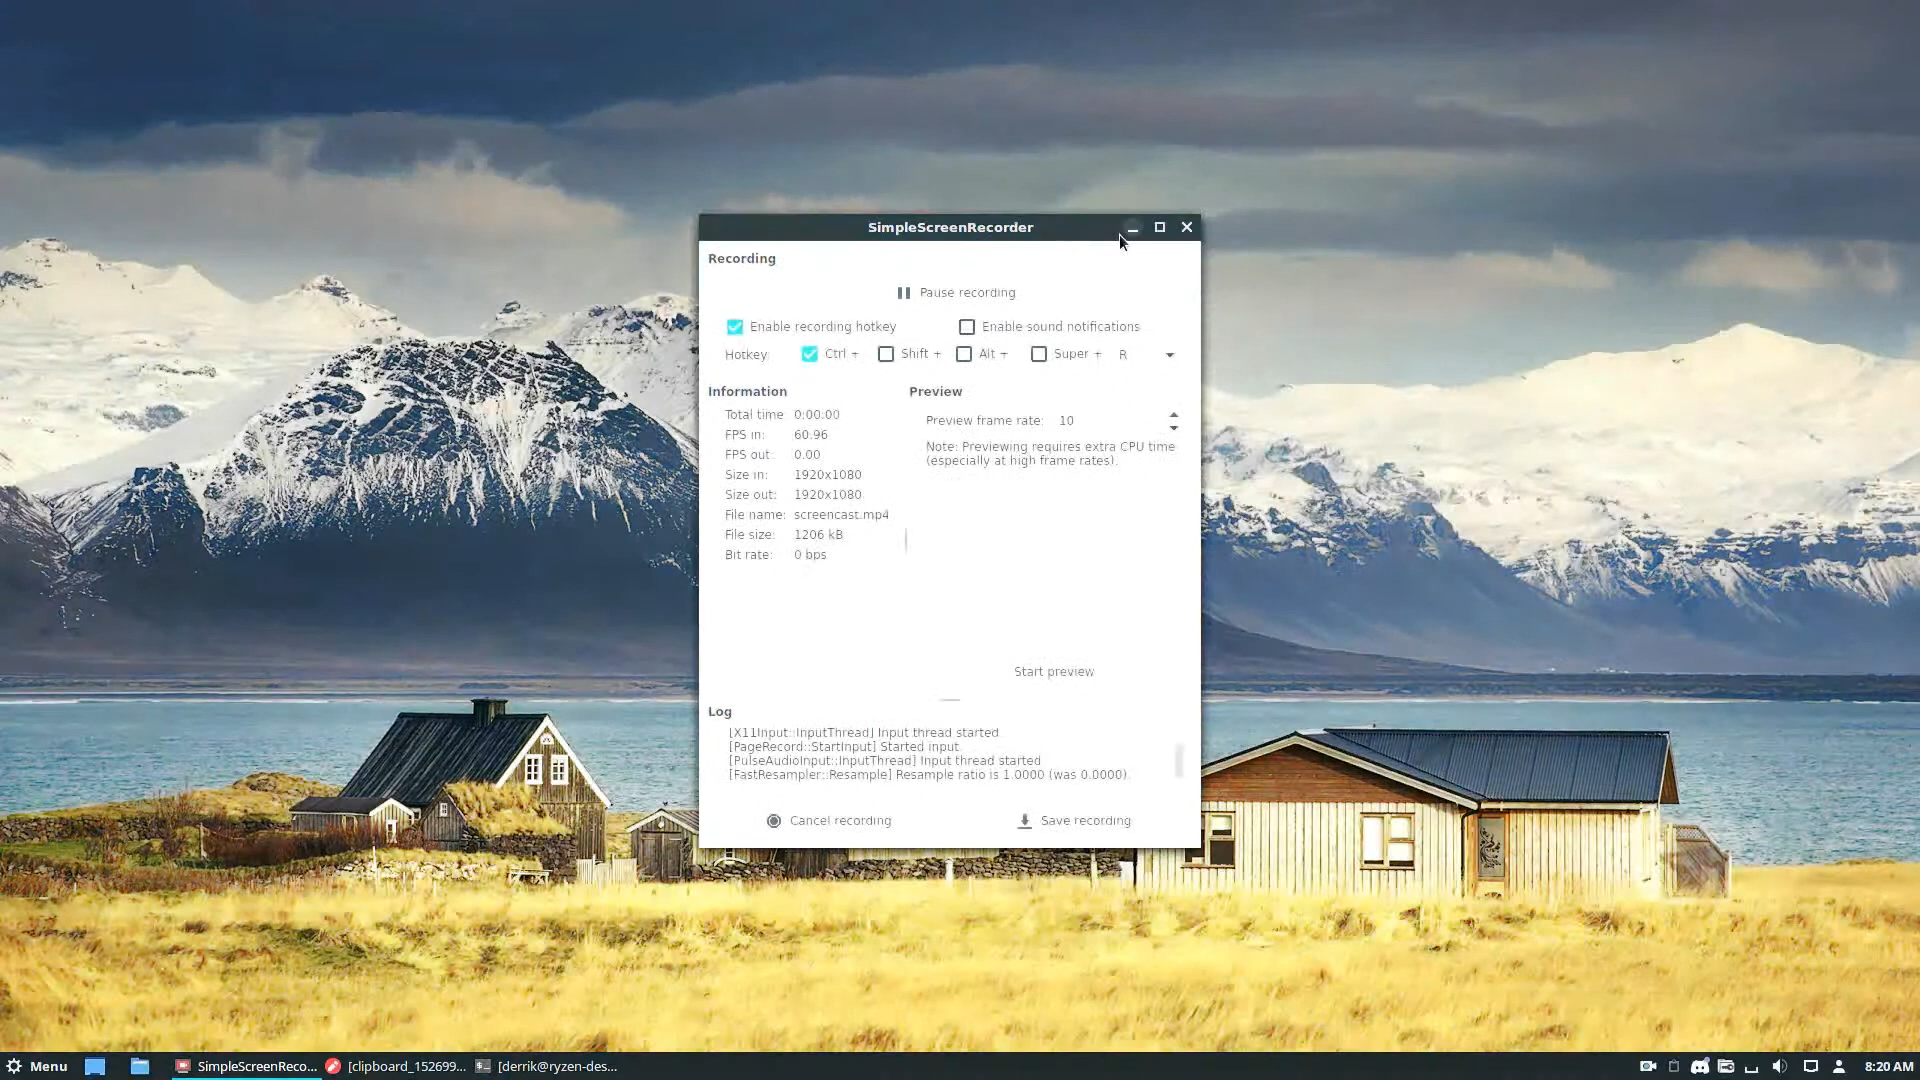 SimpleScreenRecorder
Recording
Pause recording
Enable recording hotkey
Enable sound notifications
Hotkey: Ctrl + Shift + Alt + Super + R
Information
Total time: 0:00:00
FPS in: 60.96
FPS out: 0.00
Size in: 1920x1080
Size out: 1920x1080
File name: screencast.mp4
File size: 1206 kB
Bit rate: 0 bps
Preview
Preview frame rate: 10
Note: Previewing requires extra CPU time
(especially at high frame rates).
Start preview
Log
[X11Input::InputThread] Input thread started.
[PageRecord::StartInput] Started input.
[PulseAudioInput::InputThread] Input thread started.
[FastResampler::Resample] Resample ratio is 1.0000 (was 0.0000).
Cancel recording
Save recording
Menu
SimpleScreenReco...
[clipboard_152699...
[derrik@ryzen-des...
8:20 AM